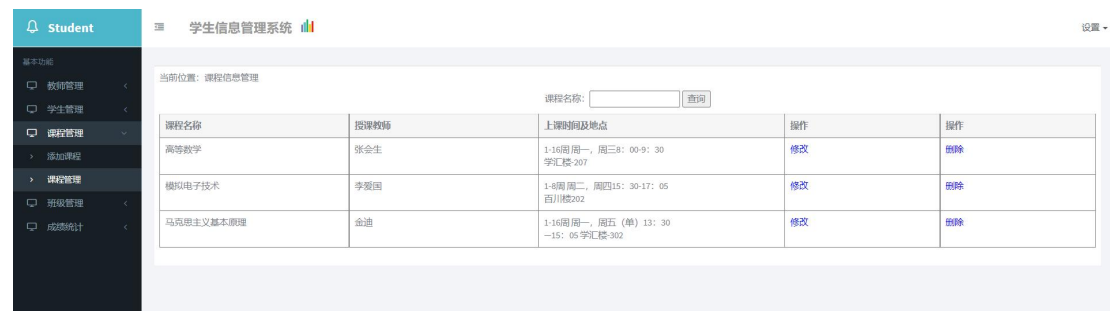 Student
学生信息管理系统
设置
基本功能
教师管理
学生管理
课程管理
添加课程
课程管理
班级管理
成绩统计
当前位置：课程信息管理
课程名称： 查询
课程名称 授课教师 上课时间及地点 操作 操作
高等数学 张会生 1-16周 周一，周三8：00-9：30 修改 删除
学汇楼-207
模拟电子技术 李爱国 1-8周 周二，周四15：30-17：05 修改 删除
百川楼202
马克思主义基本原理 金迪 1-16周 周一，周五（单）13：30 修改 删除
—15：05 学汇楼-302